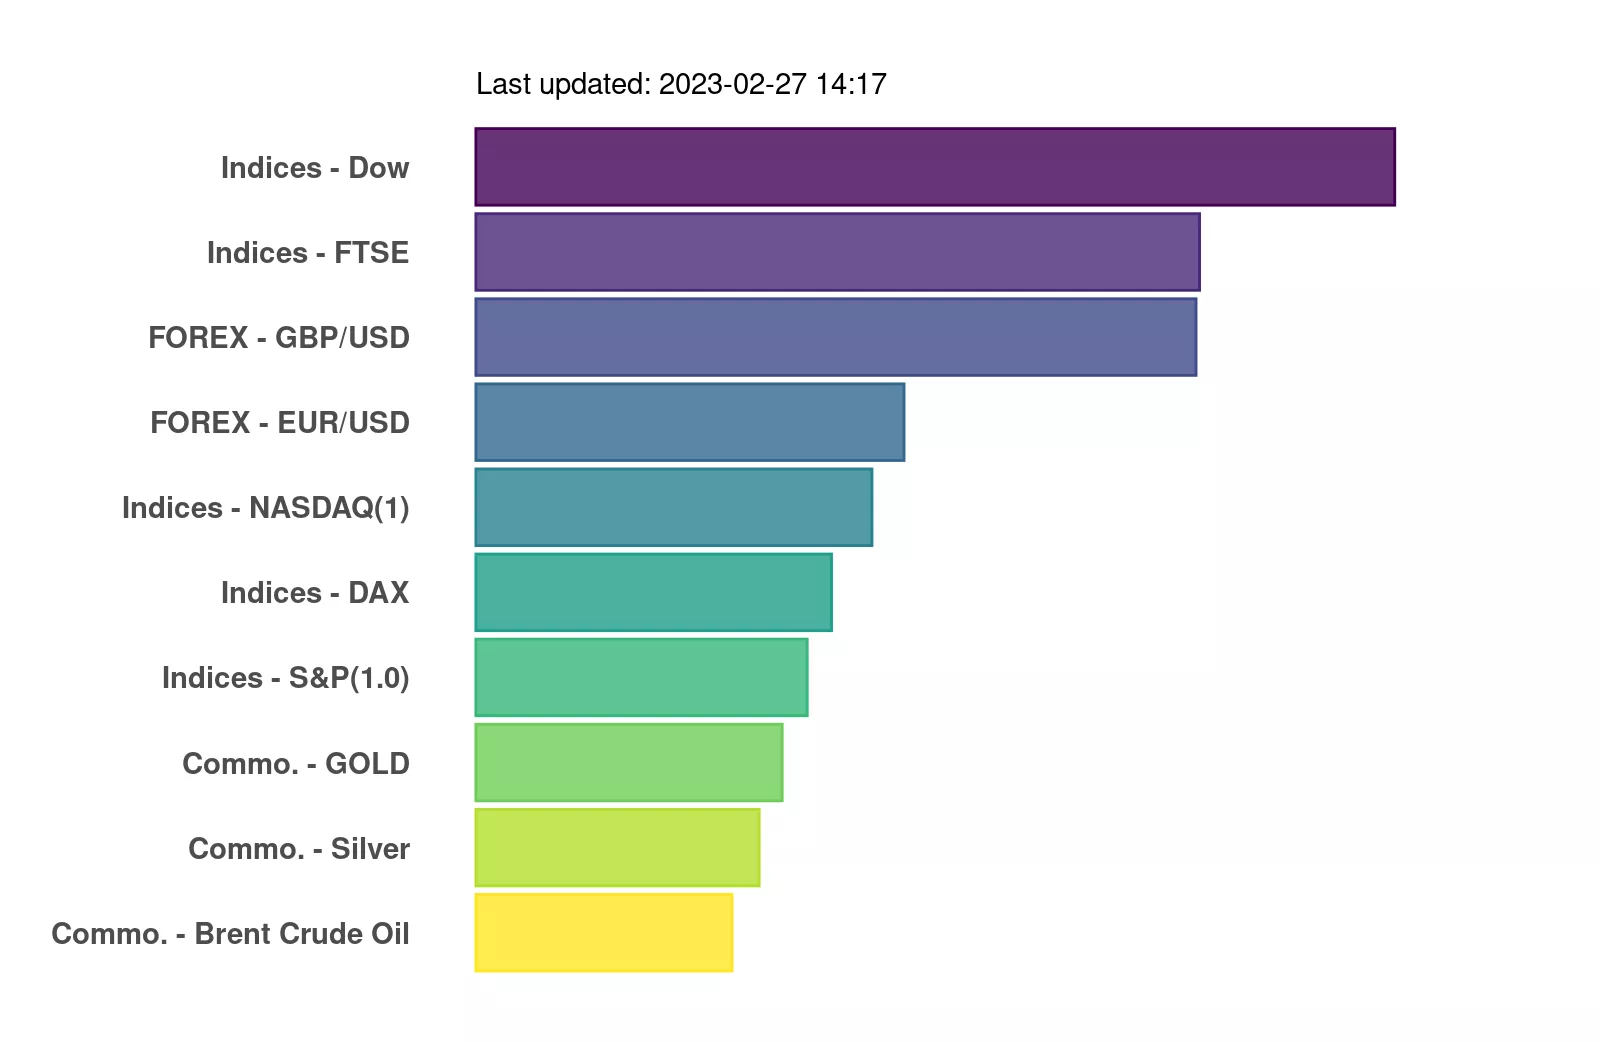 Last updated: 2023-02-27 14:17
Indices - Dow
Indices - FTSE
FOREX - GBP/USD
FOREX - EUR/USD
Indices - NASDAQ(1)
Indices - DAX
Indices - S&P(1.0)
Commo. - GOLD
Commo. - Silver
Commo. - Brent Crude Oil